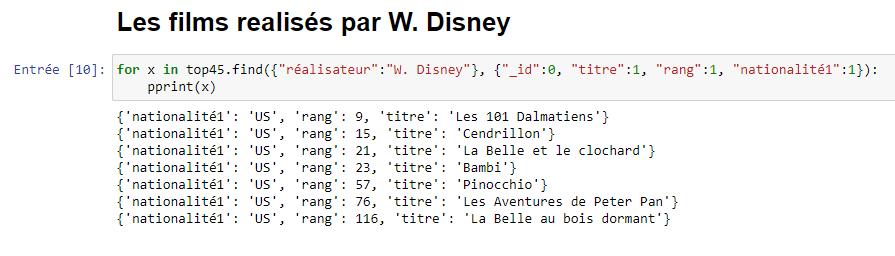 Les films realisés par W. Disney
Entrée [10]: for x in top45.find({"réalisateur":"W. Disney"}, {"_id":0, "titre":1, "rang":1, "nationalité1":1}):
    pprint(x)
{'nationalité1': 'US', 'rang': 9, 'titre': 'Les 101 Dalmatiens'}
{'nationalité1': 'US', 'rang': 15, 'titre': 'Cendrillon'}
{'nationalité1': 'US', 'rang': 21, 'titre': 'La Belle et le clochard'}
{'nationalité1': 'US', 'rang': 23, 'titre': 'Bambi'}
{'nationalité1': 'US', 'rang': 57, 'titre': 'Pinocchio'}
{'nationalité1': 'US', 'rang': 76, 'titre': 'Les Aventures de Peter Pan'}
{'nationalité1': 'US', 'rang': 116, 'titre': 'La Belle au bois dormant'}